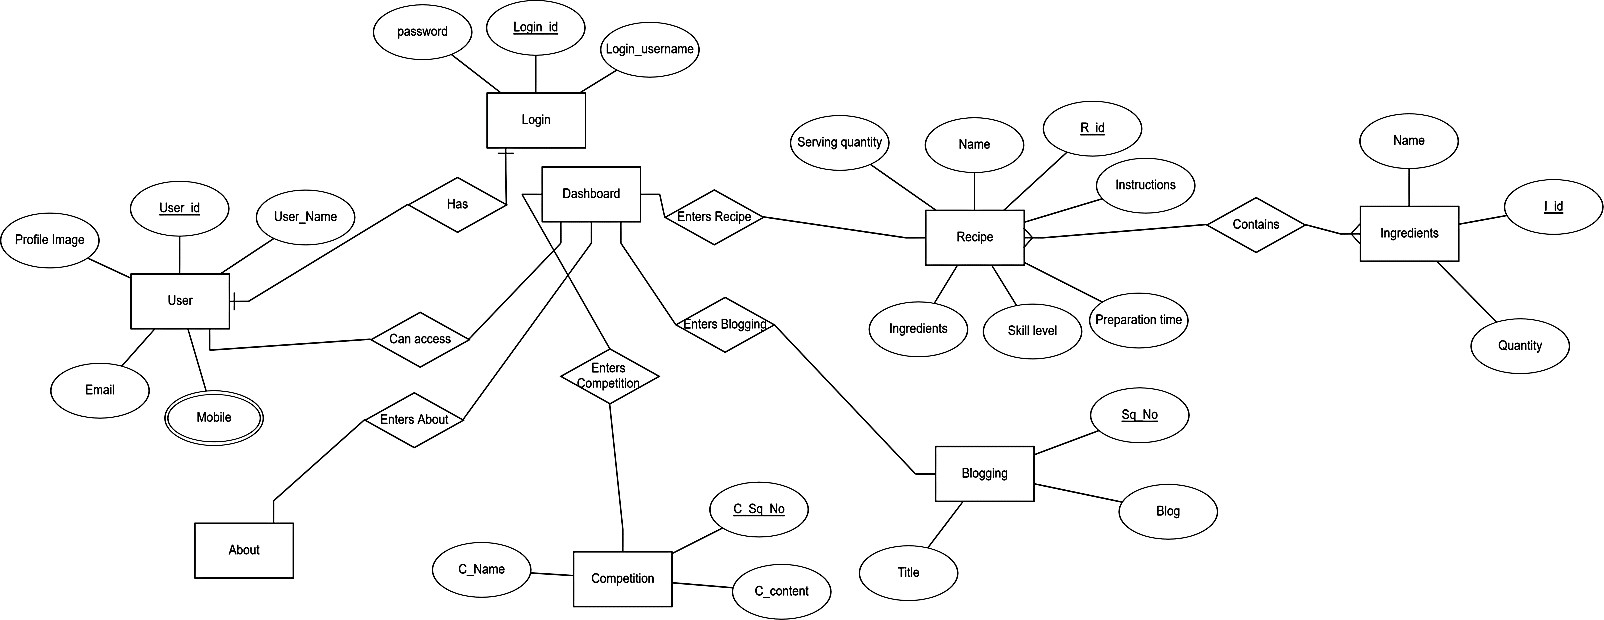 password
Login_id
Login_username
Login
Has
User_id
User_Name
Profile Image
User
Email
Mobile
Can access
Enters About
About
Dashboard
Enters Recipe
Enters
Competition
Enters Blogging
Competition
C_Name
C_Sq_No
C_content
Serving quantity
Name
R_id
Instructions
Recipe
Ingredients
Skill level
Preparation time
Contains
Name
I_id
Ingredients
Quantity
Blogging
Sq_No
Blog
Title